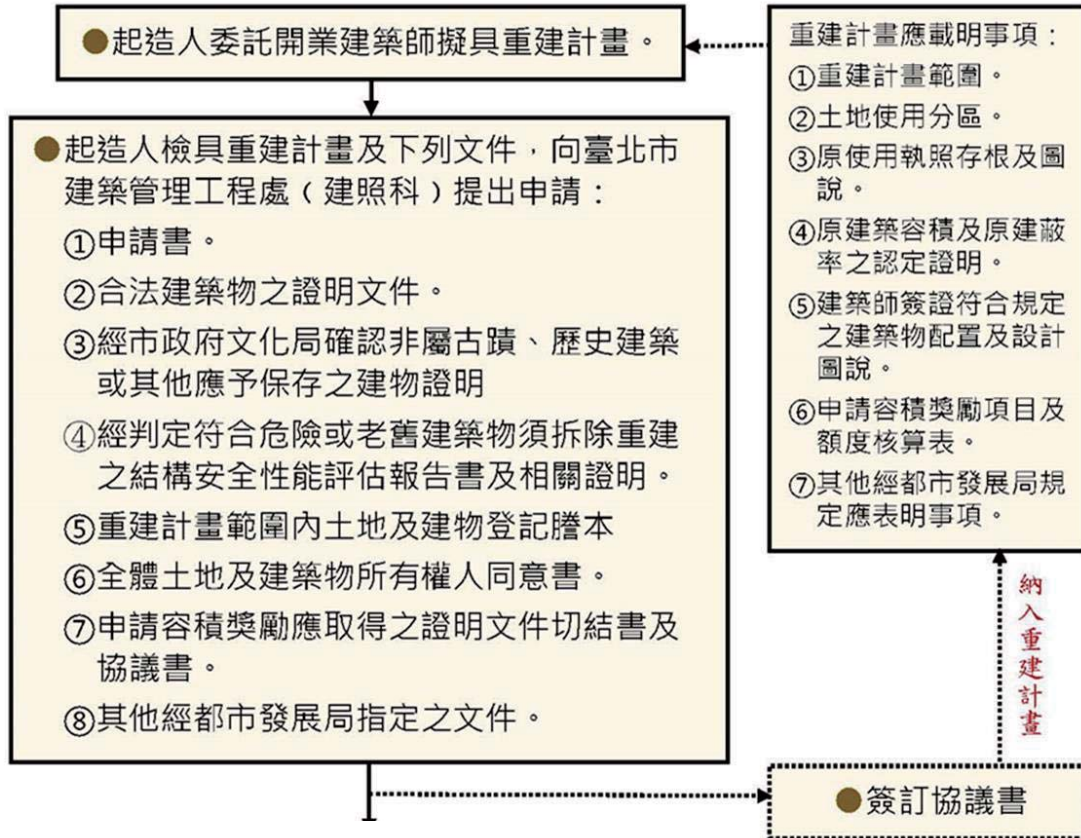 ●起造人委託開業建築師擬具重建計畫。
●起造人檢具重建計畫及下列文件，向臺北市
建築管理工程處（建照科）提出申請：
①申請書。
②合法建築物之證明文件。
③經市政府文化局確認非屬古蹟、歷史建築
或其他應予保存之建物證明
④經判定符合危險或老舊建築物須拆除重建
之結構安全性能評估報告書及相關證明。
⑤重建計畫範圍內土地及建物登記謄本
⑥全體土地及建築物所有權人同意書。
⑦申請容積獎勵應取得之證明文件切結書及
協議書。
⑧其他經都市發展局指定之文件。
重建計畫應載明事項：
①重建計畫範圍。
②土地使用分區。
③原使用執照存根及圖
說。
④原建築容積及原建蔽
率之認定證明。
⑤建築師簽證符合規定
之建築物配置及設計
圖說。
⑥申請容積獎勵項目及
額度核算表。
⑦其他經都市發展局規
定應表明事項。
納入重建計畫
●簽訂協議書